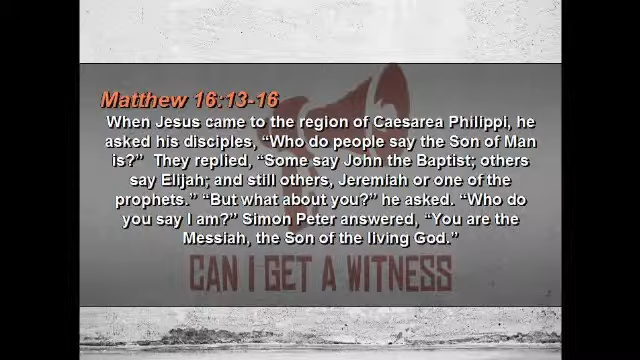 Matthew 16:13-16
When Jesus came to the region of Caesarea Philippi, he
asked his disciples, “Who do people say the Son of Man
is?”  They replied, “Some say John the Baptist; others
say Elijah; and still others, Jeremiah or one of the
prophets.” “But what about you?” he asked. “Who do
you say I am?” Simon Peter answered, “You are the
Messiah, the Son of the living God.”
CAN I GET A WITNESS